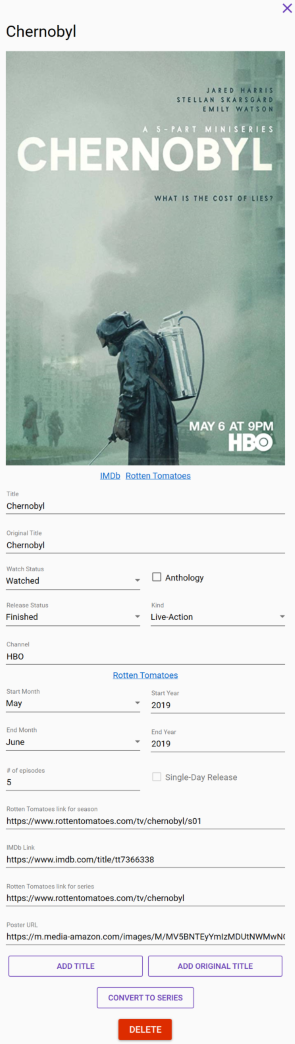 Chernobyl
JARED HARRIS
STELLAN SKARSGARD
EMILY WATSON
A 5-PART MINISERIES
CHERNOBYL
WHAT IS THE COST OF LIES?
MAY 6 AT 9PM
HBO
IMDb Rotten Tomatoes
Title
Chernobyl
Original Title
Chernobyl
Watch Status
Watched
Anthology
Release Status
Finished
Kind
Live-Action
Channel
HBO
Rotten Tomatoes
Start Month
May
Start Year
2019
End Month
June
End Year
2019
# of episodes
5
Single-Day Release
Rotten Tomatoes link for season
https://www.rottentomatoes.com/tv/chernobyl/s01
IMDb Link
https://www.imdb.com/title/tt7366338
Rotten Tomatoes link for series
https://www.rottentomatoes.com/tv/chernobyl
Poster URL
https://m.media-amazon.com/images/M/MV5BNTEyYmIzMDUtNWMwN
ADD TITLE
ADD ORIGINAL TITLE
CONVERT TO SERIES
DELETE